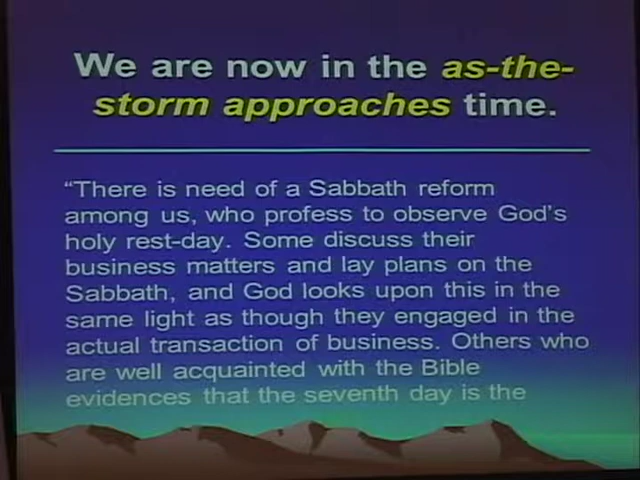 We are now in the as-the-
storm approaches time.
“There is need of a Sabbath reform
among us, who profess to observe God’s
holy rest-day. Some discuss their
business matters and lay plans on the
Sabbath, and God looks upon this in the
same light as though they engaged in the
actual transaction of business. Others who
are well acquainted with the Bible
evidences that the seventh day is the